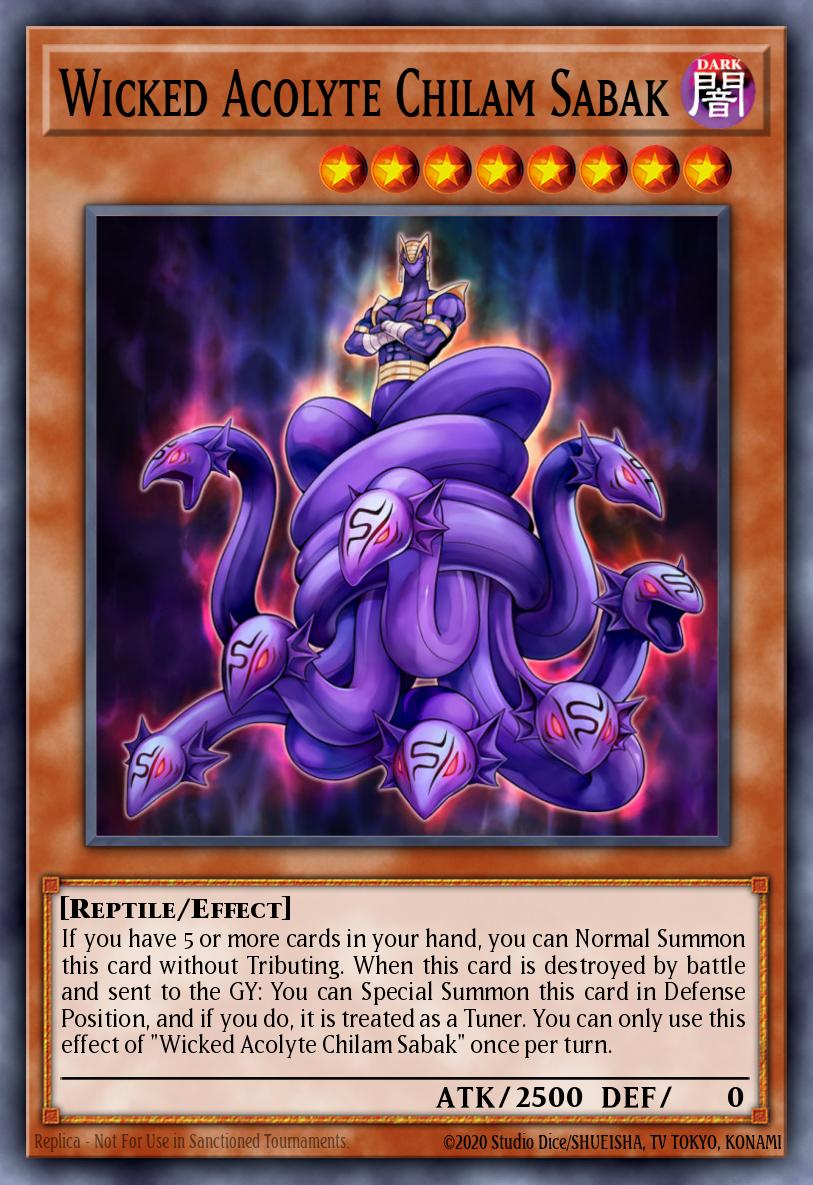 Wicked Acolyte Chilam Sabak
DARK
闇
[Reptile/Effect]
If you have 5 or more cards in your hand, you can Normal Summon
this card without Tributing. When this card is destroyed by battle
and sent to the GY: You can Special Summon this card in Defense
Position, and if you do, it is treated as a Tuner. You can only use this
effect of "Wicked Acolyte Chilam Sabak" once per turn.
ATK/2500 DEF/ 0
Replica - Not For Use in Sanctioned Tournaments.
©2020 Studio Dice/SHUEISHA, TV TOKYO, KONAMI